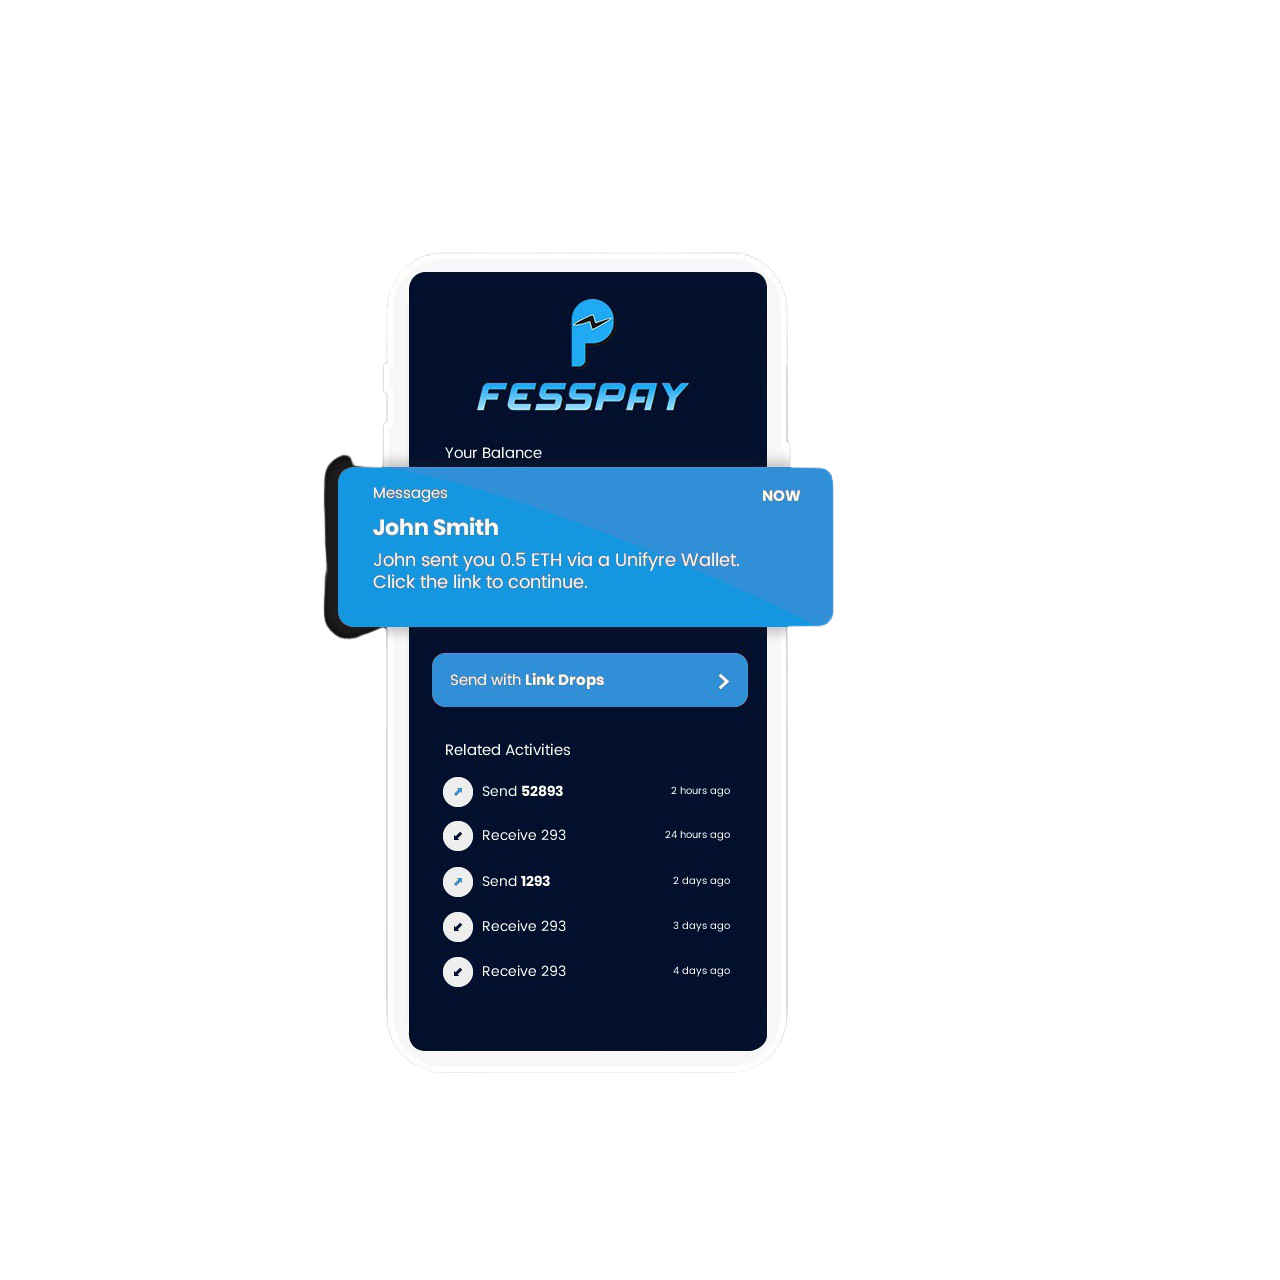 FESSPAY
Your Balance
Messages
NOW
John Smith
John sent you 0.5 ETH via a Unifyre Wallet.
Click the link to continue.
Send with Link Drops
Related Activities
Send 52893
2 hours ago
Receive 293
24 hours ago
Send 1293
2 days ago
Receive 293
3 days ago
Receive 293
4 days ago